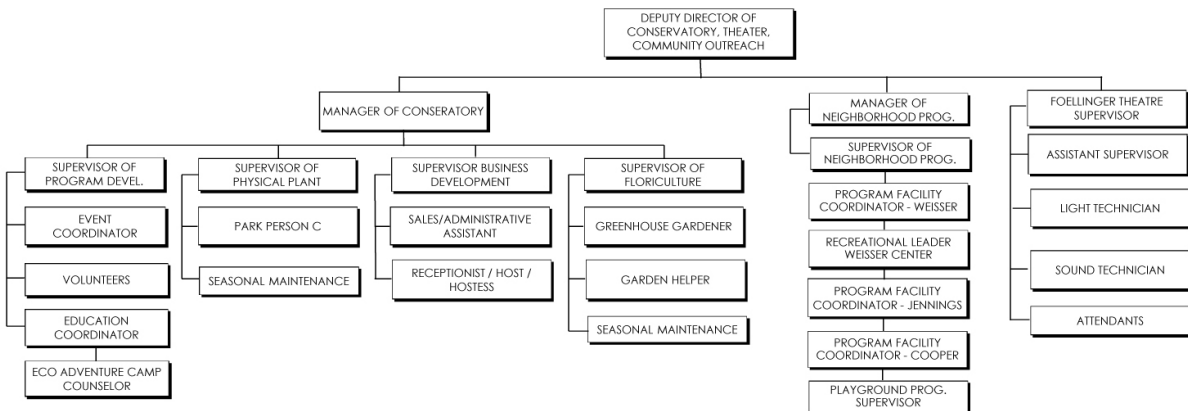 DEPUTY DIRECTOR OF
CONSERVATORY, THEATER,
COMMUNITY OUTREACH
MANAGER OF CONSERATORY
MANAGER OF
NEIGHBORHOOD PROG.
FOELLINGER THEATRE
SUPERVISOR
SUPERVISOR OF
PROGRAM DEVEL.
EVENT
COORDINATOR
VOLUNTEERS
EDUCATION
COORDINATOR
ECO ADVENTURE CAMP
COUNSELOR
SUPERVISOR OF
PHYSICAL PLANT
PARK PERSON C
SEASONAL MAINTENANCE
SUPERVISOR BUSINESS
DEVELOPMENT
SALES/ADMINISTRATIVE
ASSISTANT
RECEPTIONIST / HOST /
HOSTESS
SUPERVISOR OF
FLORICULTURE
GREENHOUSE GARDENER
GARDEN HELPER
SEASONAL MAINTENANCE
SUPERVISOR OF
NEIGHBORHOOD PROG.
PROGRAM FACILITY
COORDINATOR - WEISSER
RECREATIONAL LEADER
WEISSER CENTER
PROGRAM FACILITY
COORDINATOR - JENNINGS
PROGRAM FACILITY
COORDINATOR - COOPER
PLAYGROUND PROG.
SUPERVISOR
ASSISTANT SUPERVISOR
LIGHT TECHNICIAN
SOUND TECHNICIAN
ATTENDANTS